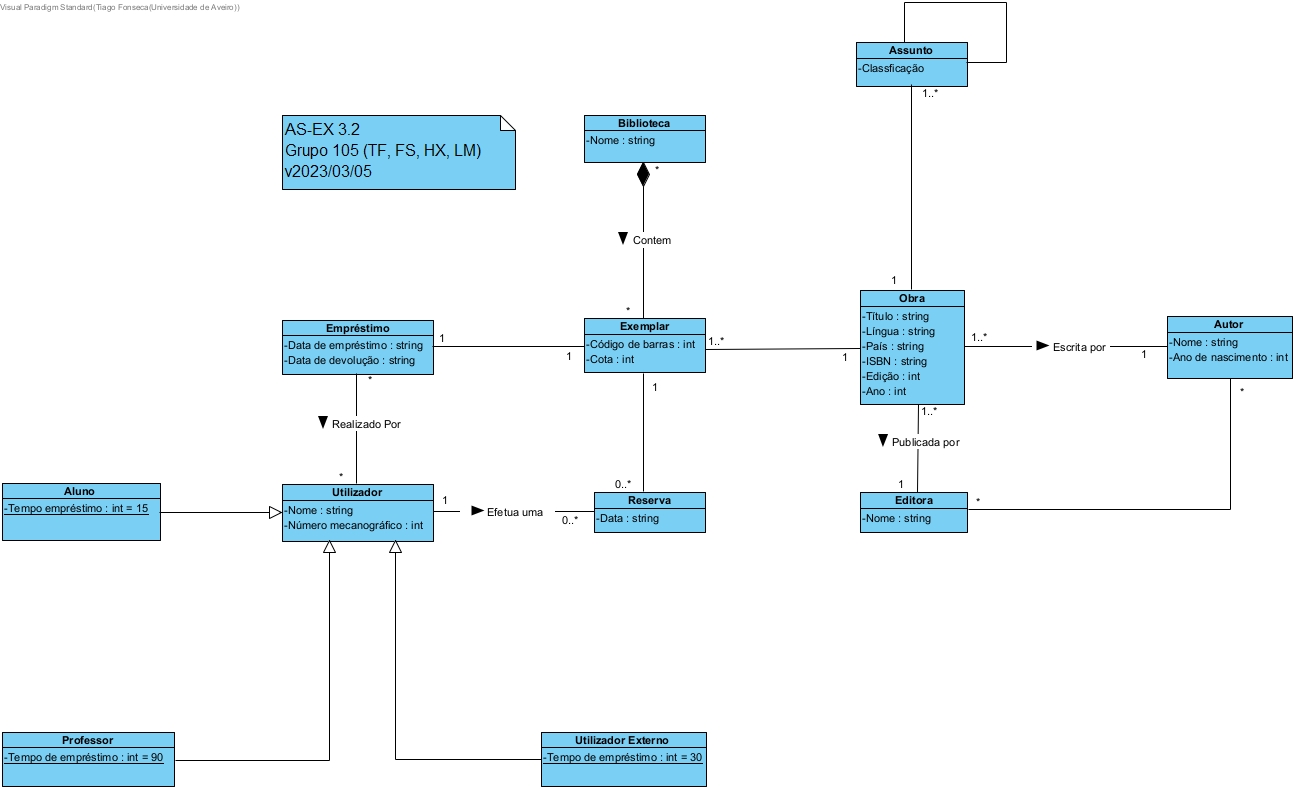 Visual Paradigm Standard(Tiago Fonseca(Universidade de Aveiro))
Assunto
-Classficação
1..*
AS-EX 3.2
Grupo 105 (TF, FS, HX, LM)
v2023/03/05
Biblioteca
-Nome : string
*
Contem
*
1
Obra
-Título : string
-Língua : string
-País : string
-ISBN : string
-Edição : int
-Ano : int
Empréstimo
-Data de empréstimo : string
-Data de devolução : string
1
1
Exemplar
-Código de barras : int
-Cota : int
1..*
1
1..*
Escrita por
1
Autor
-Nome : string
-Ano de nascimento : int
*
*
1
1..*
Realizado Por
Publicada por
*
0..*
1
*
Aluno
-Tempo empréstimo : int = 15
Utilizador
-Nome : string
-Número mecanográfico : int
1
Efetua uma
0..*
Reserva
-Data : string
Editora
-Nome : string
Professor
-Tempo de empréstimo : int = 90
Utilizador Externo
-Tempo de empréstimo : int = 30